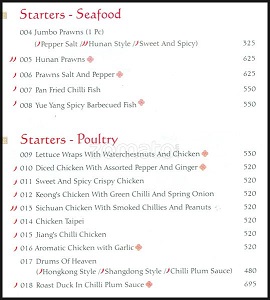 Starters - Seafood
004 Jumbo Prawns (1 Pc)
(Pepper Salt / Hunan Style / Sweet And Spicy) 325
005 Hunan Prawns 625
006 Prawns Salt And Pepper 625
007 Pan Fried Chilli Fish 550
008 Yue Yang Spicy Barbecued Fish 550
Starters - Poultry
009 Lettuce Wraps With Waterchestnuts And Chicken 530
010 Diced Chicken With Assorted Pepper And Ginger 520
011 Sweet And Spicy Crispy Chicken 520
012 Keong's Chicken With Green Chilli And Spring Onion 520
013 Sichuan Chicken With Smoked Chillies And Peanuts 520
014 Chicken Taipei 520
015 Jiang's Chilli Chicken 520
016 Aromatic Chicken with Garlic 520
017 Drums Of Heaven
(Hongkong Style / Shangdong Style / Chilli Plum Sauce) 480
018 Roast Duck In Chilli Plum Sauce 695